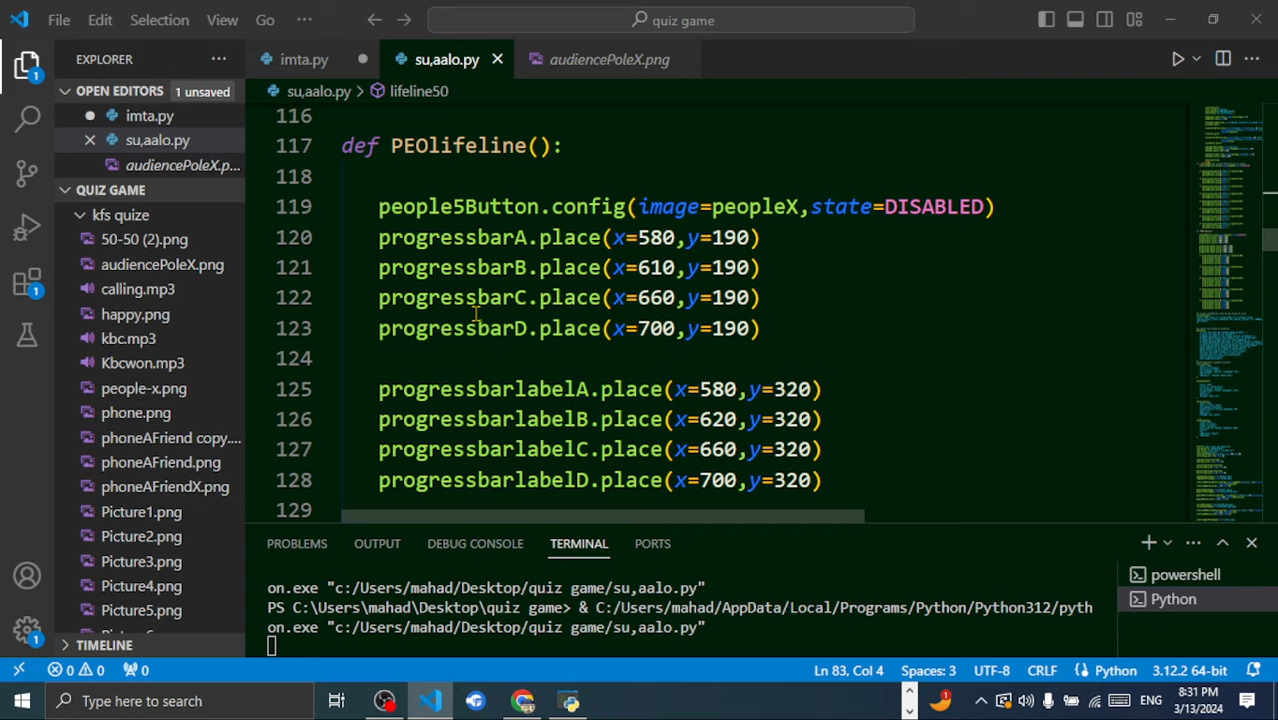 File Edit Selection View Go ··· quiz game
EXPLORER ···
imta.py su,aalo.py audiencePoleX.png
OPEN EDITORS 1 unsaved
su,aalo.py > lifeline50
imta.py
su,aalo.py
audiencePoleX.p...
QUIZ GAME
kfs quize
50-50 (2).png
audiencePoleX.png
calling.mp3
happy.png
kbc.mp3
Kbcwon.mp3
people-x.png
phone.png
phoneAFriend copy....
phoneAFriend.png
phoneAFriendX.png
Picture1.png
Picture2.png
Picture3.png
Picture4.png
Picture5.png
TIMELINE
116
117 def PEOlifeline():
118
119 people5Button.config(image=peopleX,state=DISABLED)
120 progressbarA.place(x=580,y=190)
121 progressbarB.place(x=610,y=190)
122 progressbarC.place(x=660,y=190)
123 progressbarD.place(x=700,y=190)
124
125 progressbarlabelA.place(x=580,y=320)
126 progressbarlabelB.place(x=620,y=320)
127 progressbarlabelC.place(x=660,y=320)
128 progressbarlabelD.place(x=700,y=320)
129
PROBLEMS OUTPUT DEBUG CONSOLE TERMINAL PORTS
on.exe "c:/Users/mahad/Desktop/quiz game/su,aalo.py"
PS C:\Users\mahad\Desktop\quiz game> & C:/Users/mahad/AppData/Local/Programs/Python/Python312/pyth
on.exe "c:/Users/mahad/Desktop/quiz game/su,aalo.py"
powershell
Python
0 0 0 Ln 83, Col 4 Spaces: 3 UTF-8 CRLF Python 3.12.2 64-bit
Type here to search
ENG
8:31 PM
3/13/2024